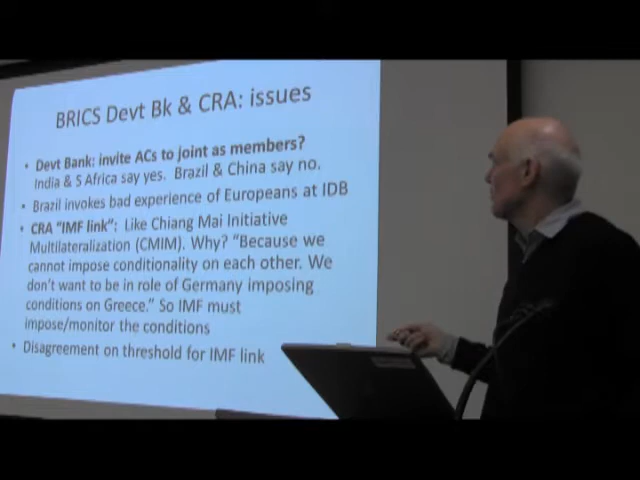 BRICS Devt Bk & CRA: issues
• Devt Bank: invite ACs to joint as members?
India & S Africa say yes. Brazil & China say no.
• Brazil invokes bad experience of Europeans at IDB
• CRA "IMF link": Like Chiang Mai Initiative
Multilateralization (CMIM). Why? "Because we
cannot impose conditionality on each other. We
don't want to be in role of Germany imposing
conditions on Greece." So IMF must
impose/monitor the conditions
• Disagreement on threshold for IMF link